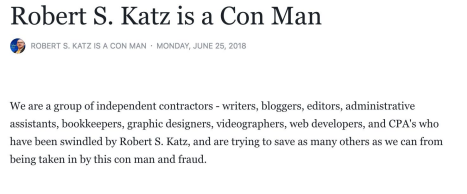 Robert S. Katz is a Con Man
ROBERT S. KATZ IS A CON MAN · MONDAY, JUNE 25, 2018
We are a group of independent contractors - writers, bloggers, editors, administrative
assistants, bookkeepers, graphic designers, videographers, web developers, and CPA's who
have been swindled by Robert S. Katz, and are trying to save as many others as we can from
being taken in by this con man and fraud.